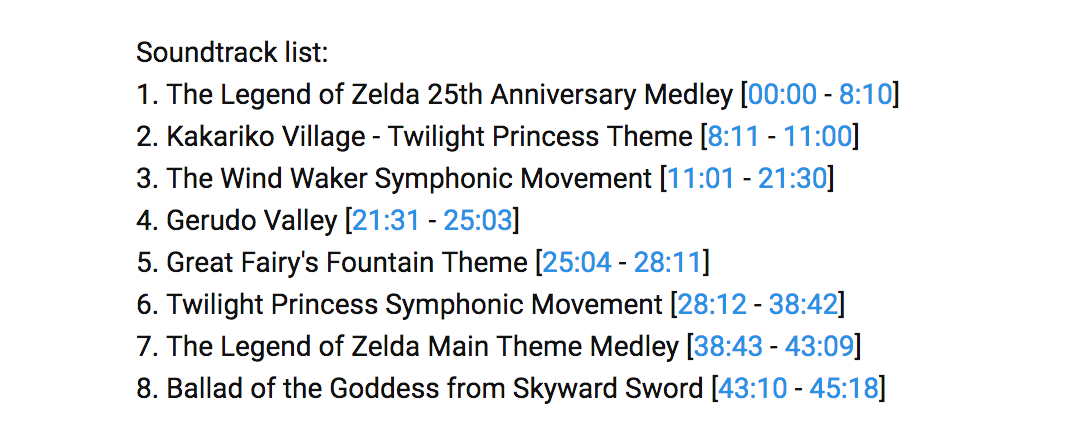 Soundtrack list:
1. The Legend of Zelda 25th Anniversary Medley [00:00 - 8:10]
2. Kakariko Village - Twilight Princess Theme [8:11 - 11:00]
3. The Wind Waker Symphonic Movement [11:01 - 21:30]
4. Gerudo Valley [21:31 - 25:03]
5. Great Fairy's Fountain Theme [25:04 - 28:11]
6. Twilight Princess Symphonic Movement [28:12 - 38:42]
7. The Legend of Zelda Main Theme Medley [38:43 - 43:09]
8. Ballad of the Goddess from Skyward Sword [43:10 - 45:18]